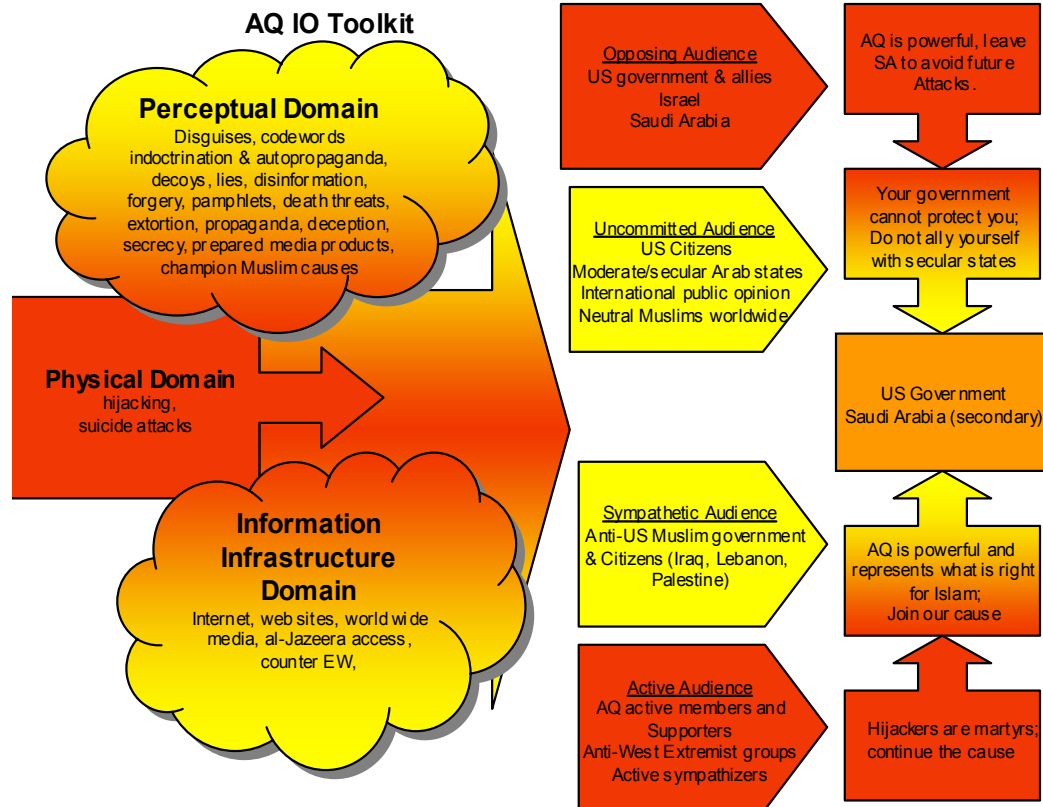 AQ IO Toolkit
Perceptual Domain
Disguises, codewords
indoctrination & autopropaganda,
decoys, lies, disinformation,
forgery, pamphlets, death threats,
extortion, propaganda, deception,
secrecy, prepared media products,
champion Muslim causes
Physical Domain
hijacking,
suicide attacks
Information
Infrastructure
Domain
Internet, web sites, world wide
media, al-Jazeera access,
counter EW,
Opposing Audience
US government & allies
Israel
Saudi Arabia
AQ is powerful, leave
SA to avoid future
Attacks.
Uncommitted Audience
US Citizens
Moderate/secular Arab states
International public opinion
Neutral Muslims worldwide
Your government
cannot protect you;
Do not ally yourself
with secular states
US Government
Saudi Arabia (secondary)
Sympathetic Audience
Anti-US Muslim government
& Citizens (Iraq, Lebanon,
Palestine)
AQ is powerful and
represents what is right
for Islam;
Join our cause
Active Audience
AQ active members and
Supporters
Anti-West Extremist groups
Active sympathizers
Hijackers are martyrs;
continue the cause